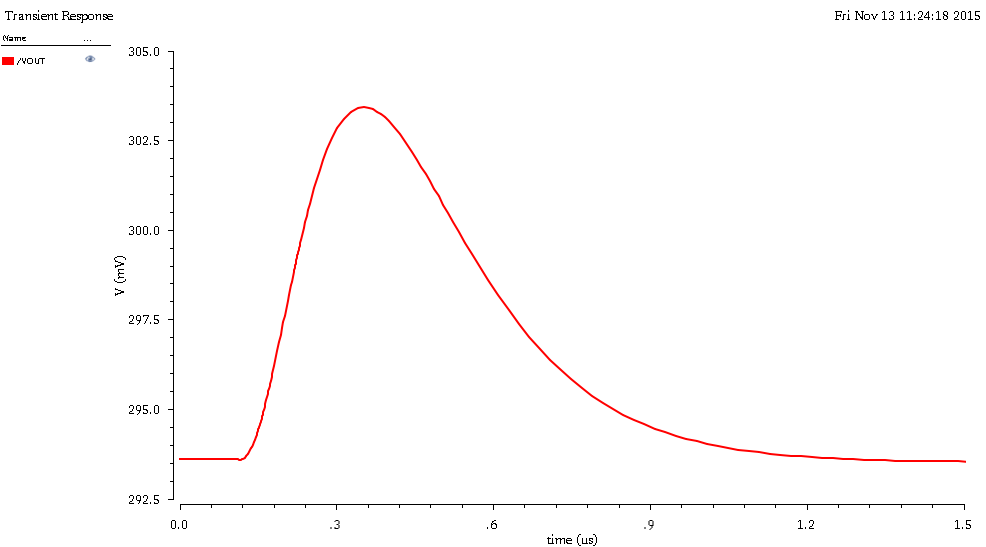 Transient Response
Fri Nov 13 11:24:18 2015
Name ...
/VOUT
V (mV)
305.0
302.5
300.0
297.5
295.0
292.5
0.0 .3 .6 .9 1.2 1.5
time (us)